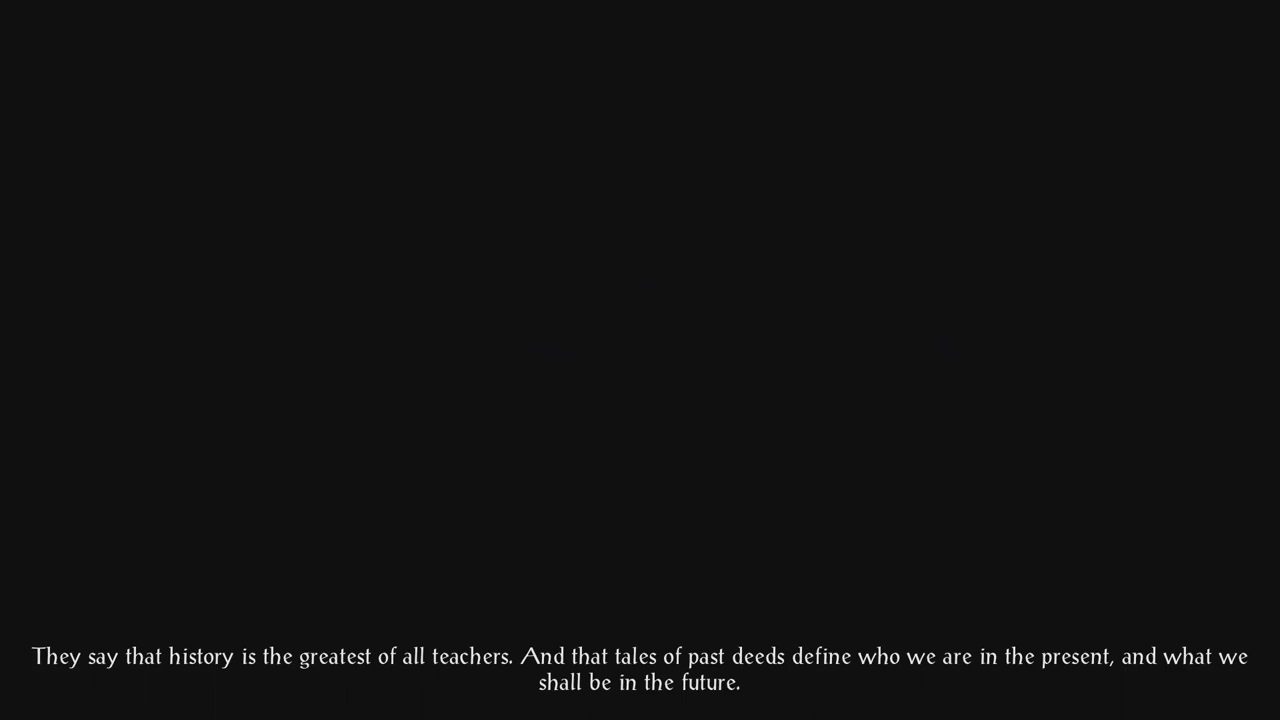 They say that history is the greatest of all teachers. And that tales of past deeds define who we are in the present, and what we
shall be in the future.